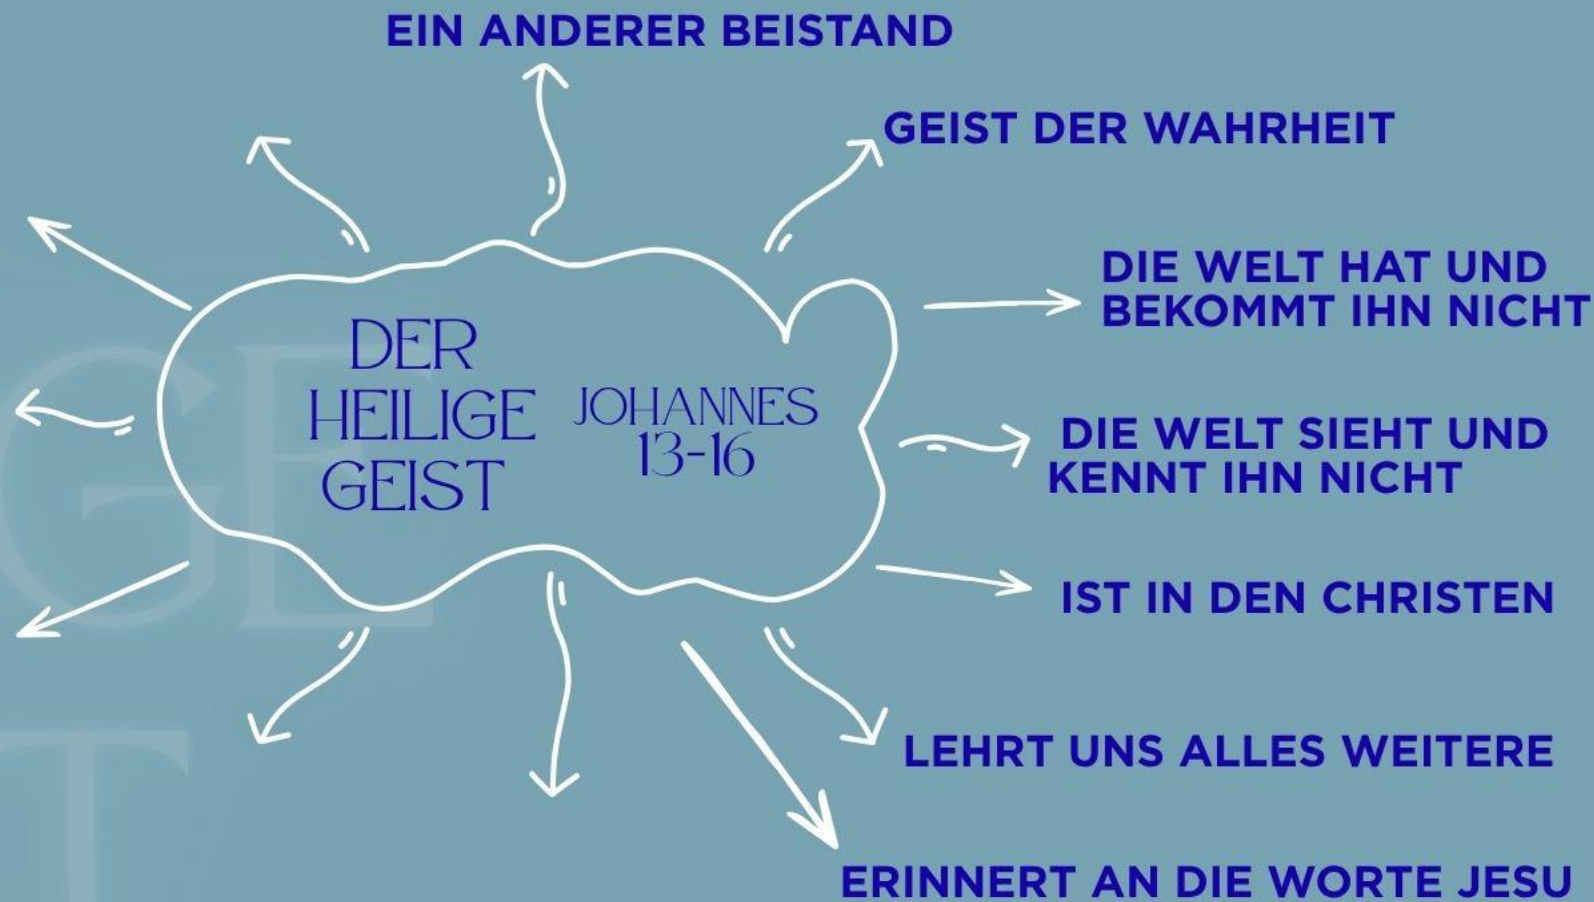 EIN ANDERER BEISTAND
GEIST DER WAHRHEIT
DIE WELT HAT UND
BEKOMMT IHN NICHT
DER
HEILIGE
GEIST
JOHANNES
13-16
DIE WELT SIEHT UND
KENNT IHN NICHT
IST IN DEN CHRISTEN
LEHRT UNS ALLES WEITERE
ERINNERT AN DIE WORTE JESU
GE
T